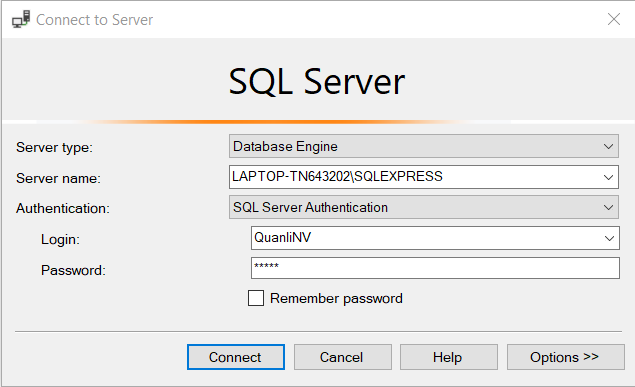 Connect to Server
SQL Server
Server type: Database Engine
Server name: LAPTOP-TN643202\SQLEXPRESS
Authentication: SQL Server Authentication
Login: QuanliNV
Password: *****
Remember password
Connect Cancel Help Options >>